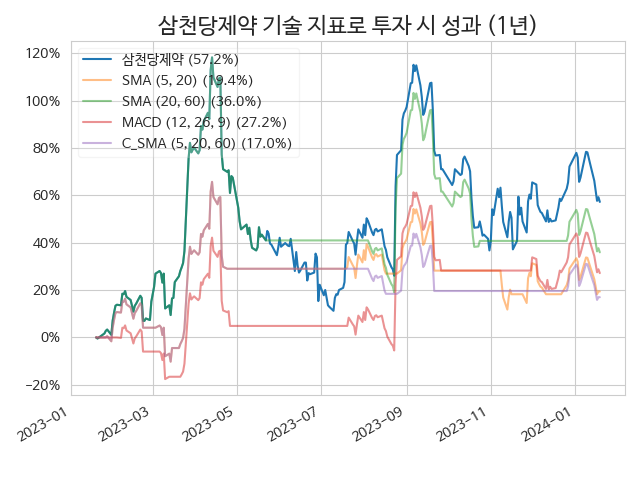 삼천당제약 기술 지표로 투자 시 성과 (1년)
120%
100%
80%
60%
40%
20%
0%
−20%
삼천당제약 (57.2%)
SMA (5, 20) (19.4%)
SMA (20, 60) (36.0%)
MACD (12, 26, 9) (27.2%)
C_SMA (5, 20, 60) (17.0%)
2023−01
2023−03
2023−05
2023−07
2023−09
2023−11
2024−01